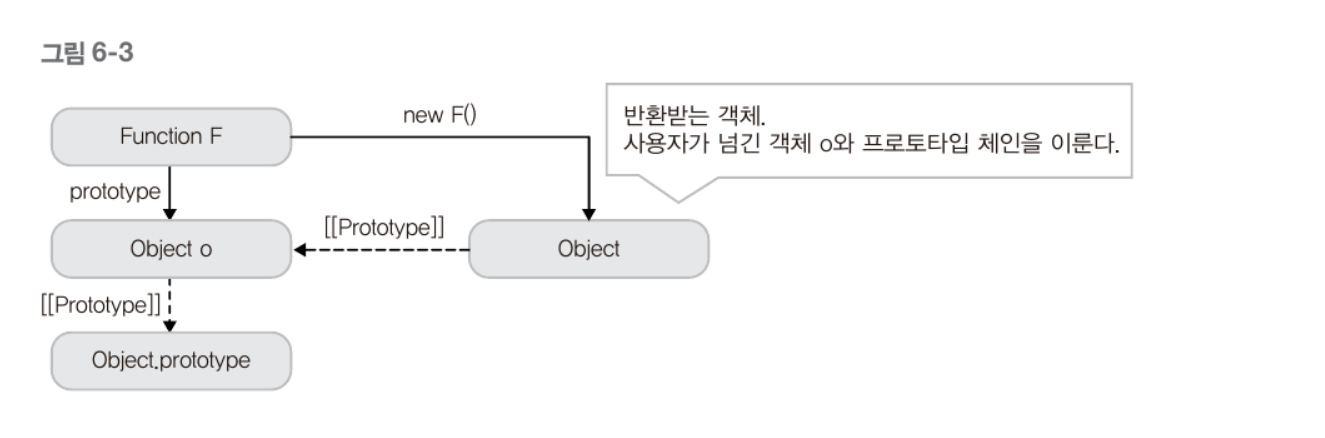 그림 6-3
Function F
new F()
반환받는 객체.
사용자가 넘긴 객체 o와 프로토타입 체인을 이룬다.
prototype
Object o
[[Prototype]]
Object
[[Prototype]]
Object.prototype